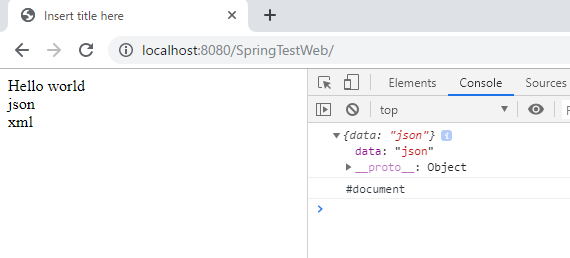 Insert title here
localhost:8080/SpringTestWeb/
Hello world
json
xml
Elements Console Sources
top
{data: "json"} i
data: "json"
__proto__: Object
#document